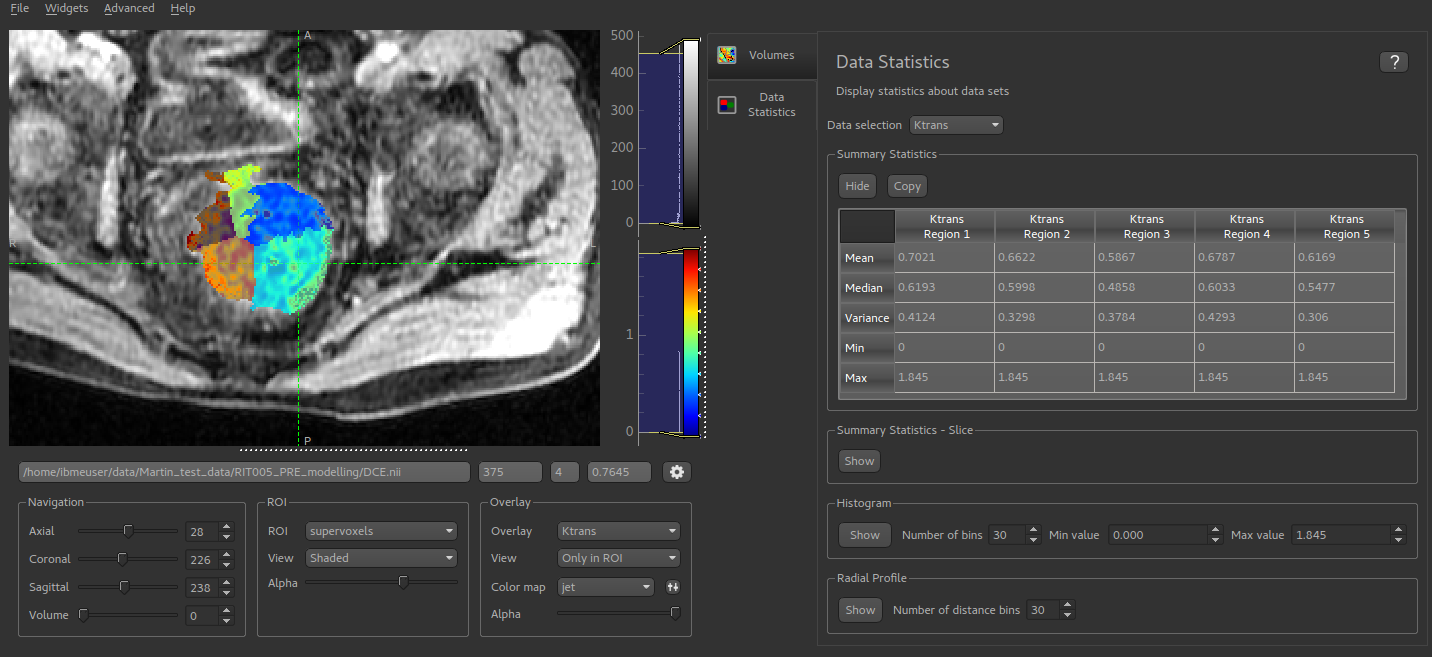 File Widgets Advanced Help
A
R
L
P
500
400
300
200
100
0
1
0
/home/ibmeuser/data/Martin_test_data/RIT005_PRE_modelling/DCE.nii 375 4 0.7645
Navigation
Axial 28
Coronal 226
Sagittal 238
Volume 0
ROI
ROI supervoxels
View Shaded
Alpha
Overlay
Overlay Ktrans
View Only in ROI
Color map jet
Alpha
Volumes
Data
Statistics
Data Statistics ?
Display statistics about data sets
Data selection Ktrans
Summary Statistics
Hide Copy
Ktrans Ktrans Ktrans Ktrans Ktrans
Region 1 Region 2 Region 3 Region 4 Region 5
Mean 0.7021 0.6622 0.5867 0.6787 0.6169
Median 0.6193 0.5998 0.4858 0.6033 0.5477
Variance 0.4124 0.3298 0.3784 0.4293 0.306
Min 0 0 0 0 0
Max 1.845 1.845 1.845 1.845 1.845
Summary Statistics - Slice
Show
Histogram
Show Number of bins 30 Min value 0.000 Max value 1.845
Radial Profile
Show Number of distance bins 30